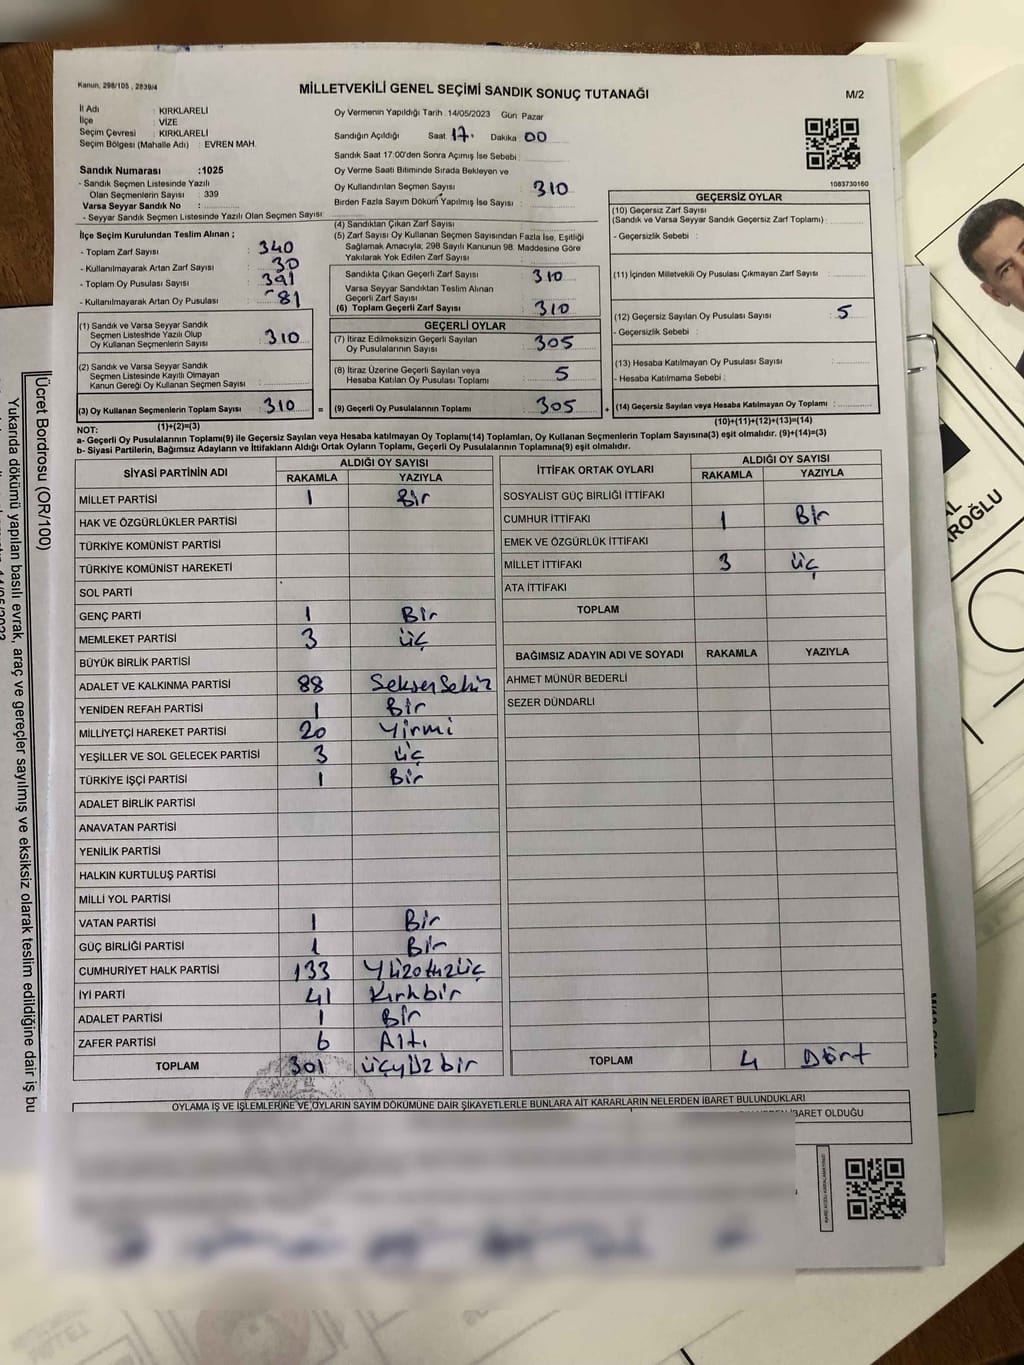 Kanun, 298/105, 2839/4
MİLLETVEKİLİ GENEL SEÇİMİ SANDIK SONUÇ TUTANAĞI
M/2
İl Adı : KIRKLARELİ
İlçe : VİZE
Seçim Çevresi : KIRKLARELİ
Seçim Bölgesi (Mahalle Adı) : EVREN MAH.
Sandık Numarası :1025
- Sandık Seçmen Listesinde Yazılı
Olan Seçmenlerin Sayısı : 339
Varsa Seyyar Sandık No :
- Seyyar Sandık Seçmen Listesinde Yazılı Olan Seçmen Sayısı:
Oy Vermenin Yapıldığı Tarih : 14/05/2023 Gün: Pazar
Sandığın Açıldığı Saat 17. Dakika 00
Sandık Saat 17:00'den Sonra Açımış İse Sebebi :
Oy Verme Saati Bitiminde Sırada Bekleyen ve
Oy Kullandırılan Seçmen Sayısı : 310
Birden Fazla Sayım Döküm Yapılmış İse Sayısı :
1083730160
İlçe Seçim Kurulundan Teslim Alınan ;
- Toplam Zarf Sayısı : 340
- Kullanılmayarak Artan Zarf Sayısı : 30
- Toplam Oy Pusulası Sayısı : 391
- Kullanılmayarak Artan Oy Pusulası : 81
(1) Sandık ve Varsa Seyyar Sandık
Seçmen Listesinde Yazılı Olup
Oy Kullanan Seçmenlerin Sayısı : 310
(2) Sandık ve Varsa Seyyar Sandık
Seçmen Listesinde Kayıtlı Olmayan
Kanun Gereği Oy Kullanan Seçmen Sayısı :
(3) Oy Kullanan Seçmenlerin Toplam Sayısı : 310 =
(4) Sandıktan Çıkan Zarf Sayısı :
(5) Zarf Sayısı Oy Kullanan Seçmen Sayısından Fazla İse, Eşitliği
Sağlamak Amacıyla; 298 Sayılı Kanunun 98. Maddesine Göre
Yakılarak Yok Edilen Zarf Sayısı :
Sandıkta Çıkan Geçerli Zarf Sayısı : 310
Varsa Seyyar Sandıktan Teslim Alınan
Geçerli Zarf Sayısı :
(6) Toplam Geçerli Zarf Sayısı : 310
GEÇERLİ OYLAR
(7) İtiraz Edilmeksizin Geçerli Sayılan
Oy Pusulalarının Sayısı : 305
(8) İtiraz Üzerine Geçerli Sayılan veya
Hesaba Katılan Oy Pusulası Toplamı : 5
(9) Geçerli Oy Pusulalarının Toplamı : 305 +
GEÇERSİZ OYLAR
(10) Geçersiz Zarf Sayısı
(Sandık ve Varsa Seyyar Sandık Geçersiz Zarf Toplamı) :
- Geçersizlik Sebebi :
(11) İçinden Milletvekili Oy Pusulası Çıkmayan Zarf Sayısı :
(12) Geçersiz Sayılan Oy Pusulası Sayısı : 5
- Geçersizlik Sebebi :
(13) Hesaba Katılmayan Oy Pusulası Sayısı :
- Hesaba Katılmama Sebebi :
(14) Geçersiz Sayılan veya Hesaba Katılmayan Oy Toplamı :
NOT: (1)+(2)=(3) (10)+(11)+(12)+(13)=(14)
a- Geçerli Oy Pusulalarının Toplamı(9) ile Geçersiz Sayılan veya Hesaba katılmayan Oy Toplamı(14) Toplamları, Oy Kullanan Seçmenlerin Toplam Sayısına(3) eşit olmalıdır. (9)+(14)=(3)
b- Siyasi Partilerin, Bağımsız Adayların ve İttifakların Aldığı Oyların Toplamı, Geçerli Oy Pusulalarının Toplamına(9) eşit olmalıdır.
SİYASİ PARTİNİN ADI ALDIĞI OY SAYISI
RAKAMLA YAZIYLA
MİLLET PARTİSİ 1 Bir
HAK VE ÖZGÜRLÜKLER PARTİSİ
TÜRKİYE KOMÜNİST PARTİSİ
TÜRKİYE KOMÜNİST HAREKETİ
SOL PARTİ
GENÇ PARTİ 1 Bir
MEMLEKET PARTİSİ 3 üç
BÜYÜK BİRLİK PARTİSİ
ADALET VE KALKINMA PARTİSİ 88 SeksenSekiz
YENİDEN REFAH PARTİSİ 1 Bir
MİLLİYETÇİ HAREKET PARTİSİ 20 Yirmi
YEŞİLLER VE SOL GELECEK PARTİSİ 3 üç
TÜRKİYE İŞÇİ PARTİSİ 1 Bir
ADALET BİRLİK PARTİSİ
ANAVATAN PARTİSİ
YENİLİK PARTİSİ
HALKIN KURTULUŞ PARTİSİ
MİLLİ YOL PARTİSİ
VATAN PARTİSİ 1 Bir
GÜÇ BİRLİĞİ PARTİSİ 1 Bir
CUMHURİYET HALK PARTİSİ 133 Yüzotuzüç
İYİ PARTİ 41 Kırkbir
ADALET PARTİSİ 1 Bir
ZAFER PARTİSİ 6 Altı
TOPLAM 301 üçyüzbir
İTTİFAK ORTAK OYLARI ALDIĞI OY SAYISI
RAKAMLA YAZIYLA
SOSYALİST GÜÇ BİRLİĞİ İTTİFAKI
CUMHUR İTTİFAKI 1 Bir
EMEK VE ÖZGÜRLÜK İTTİFAKI
MİLLET İTTİFAKI 3 üç
ATA İTTİFAKI
TOPLAM
BAĞIMSIZ ADAYIN ADI VE SOYADI RAKAMLA YAZIYLA
AHMET MÜNÜR BEDERLİ
SEZER DÜNDARLI
TOPLAM 4 Dört
OYLAMA İŞ VE İŞLEMLERİNE VE OYLARIN SAYIM DÖKÜMÜNE DAİR ŞİKAYETLERLE BUNLARA AİT KARARLARIN NELERDEN İBARET BULUNDUKLARI
İBARET OLDUĞU
Ücret Bordrosu (OR/100)
Yukarıda dökümü yapılan basılı evrak, araç ve gereçler sayılmış ve eksiksiz olarak teslim edildiğine dair iş bu
14/05/2023
AL
AROĞLU